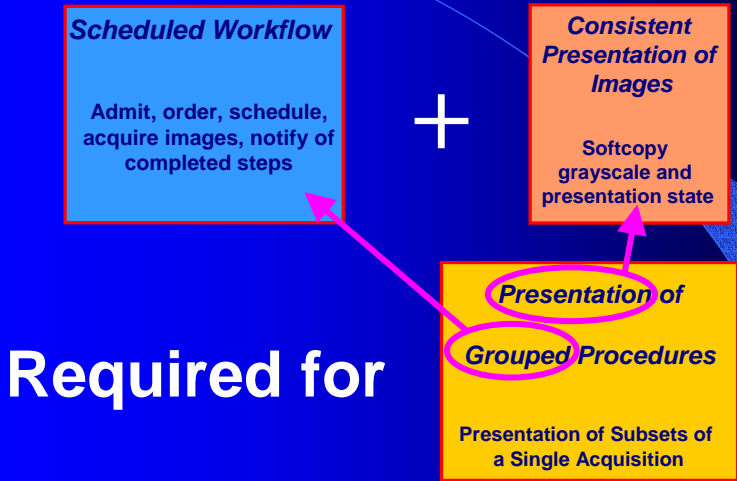 Scheduled Workflow
Admit, order, schedule,
acquire images, notify of
completed steps
+
Consistent
Presentation of
Images
Softcopy
grayscale and
presentation state
Required for
Presentation of
Grouped Procedures
Presentation of Subsets of
a Single Acquisition